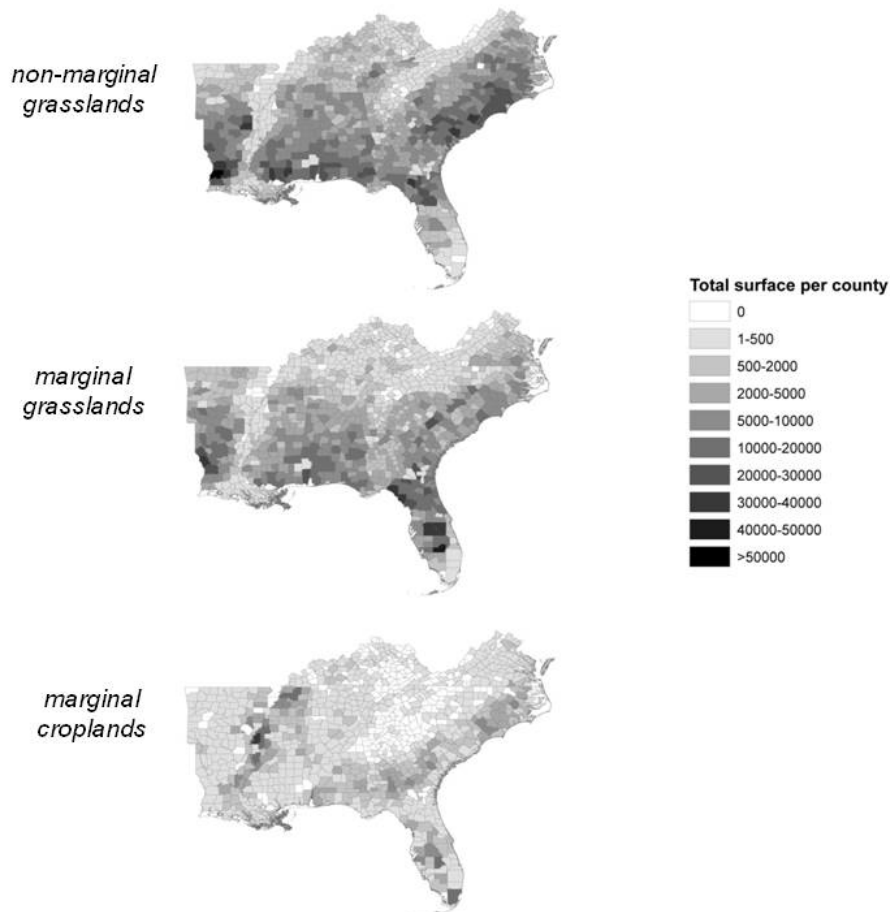 non-marginal
grasslands
marginal
grasslands
marginal
croplands
Total surface per county
0
1-500
500-2000
2000-5000
5000-10000
10000-20000
20000-30000
30000-40000
40000-50000
>50000